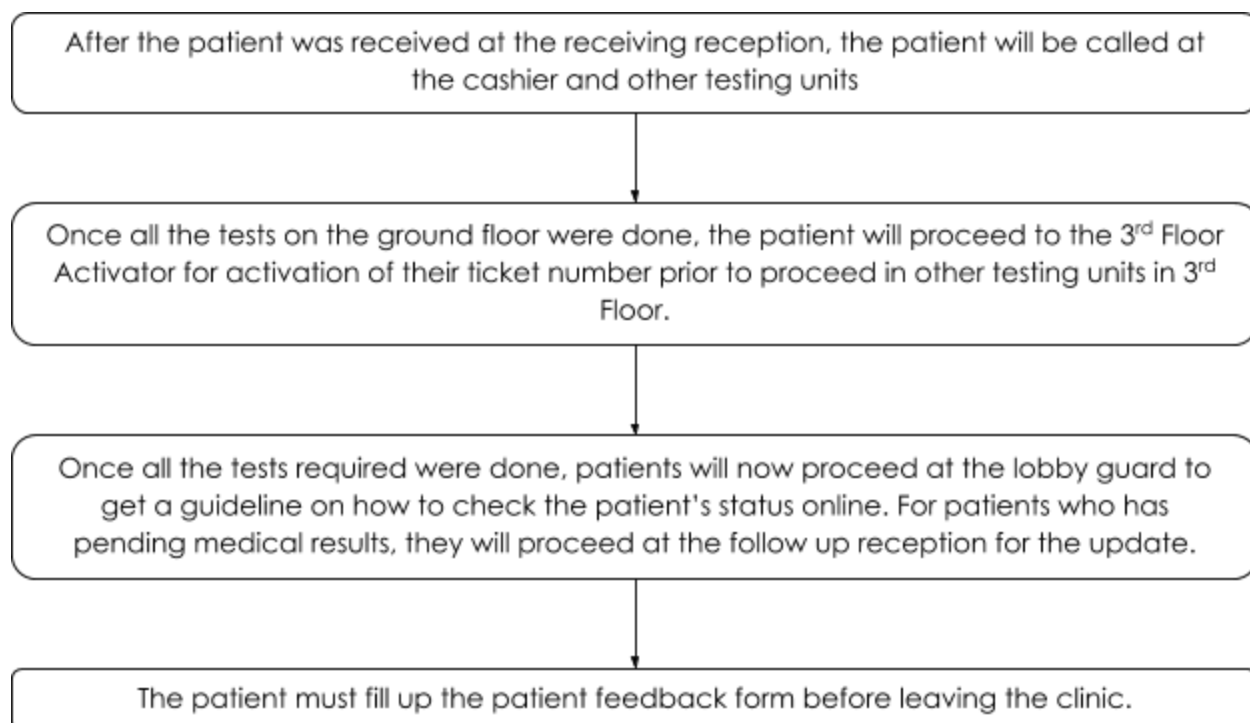 After the patient was received at the receiving reception, the patient will be called at
the cashier and other testing units
Once all the tests on the ground floor were done, the patient will proceed to the 3rd Floor
Activator for activation of their ticket number prior to proceed in other testing units in 3rd
Floor.
Once all the tests required were done, patients will now proceed at the lobby guard to
get a guideline on how to check the patient’s status online. For patients who has
pending medical results, they will proceed at the follow up reception for the update.
The patient must fill up the patient feedback form before leaving the clinic.